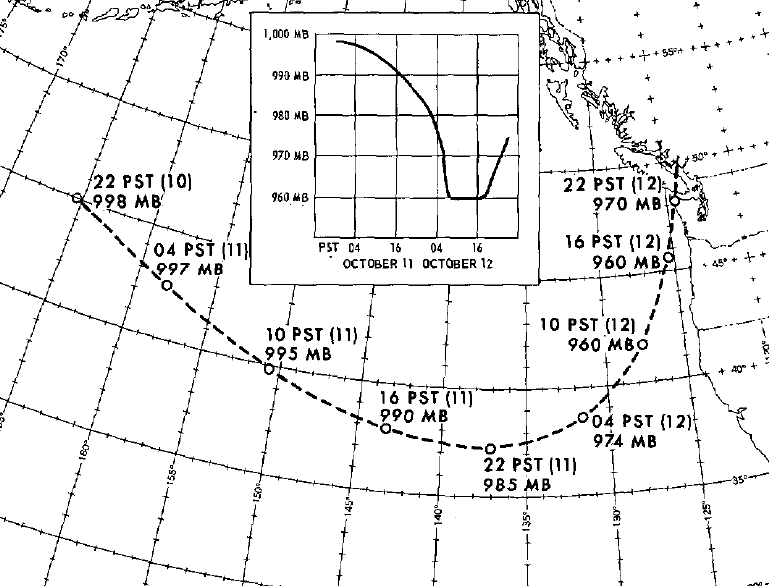 1,000 MB
990 MB
980 MB
970 MB
960 MB
PST 04 16 04 16
OCTOBER 11 OCTOBER 12
170°
55°
50°
45°
40°
35°
22 PST (10)
998 MB
04 PST (11)
997 MB
10 PST (11)
995 MB
16 PST (11)
990 MB
22 PST (11)
985 MB
04 PST (12)
974 MB
10 PST (12)
960 MB
16 PST (12)
960 MB
22 PST (12)
970 MB
160°
155°
150°
145°
140°
135°
130°
125°